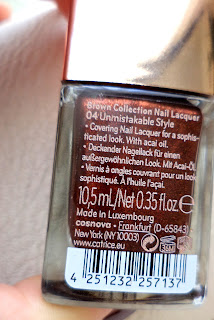 Brown Collection Nail Lacquer
04 Unmistakable Style
• Covering Nail Lacquer for a sophis-
ticated look. With acai oil.
• Deckender Nagellack für einen
außergewöhnlichen Look. Mit Acai-Öl.
• Vernis à ongles couvrant pour un look
sophistiqué. À l'huile d'açai.
10,5 mL/Net 0.35 fl.oz. e
Made in Luxembourg
cosnova - Frankfurt (D-65843)
New York (NY10003)
www.catrice.eu
4 251232 257137